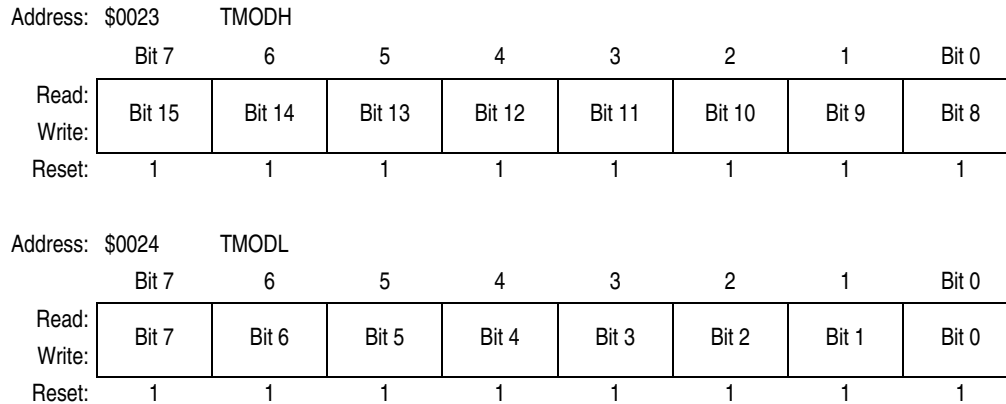 Address: $0023 TMODH
Bit 7 6 5 4 3 2 1 Bit 0
Read:
Bit 15 Bit 14 Bit 13 Bit 12 Bit 11 Bit 10 Bit 9 Bit 8
Write:
Reset: 1 1 1 1 1 1 1 1
Address: $0024 TMODL
Bit 7 6 5 4 3 2 1 Bit 0
Read:
Bit 7 Bit 6 Bit 5 Bit 4 Bit 3 Bit 2 Bit 1 Bit 0
Write:
Reset: 1 1 1 1 1 1 1 1